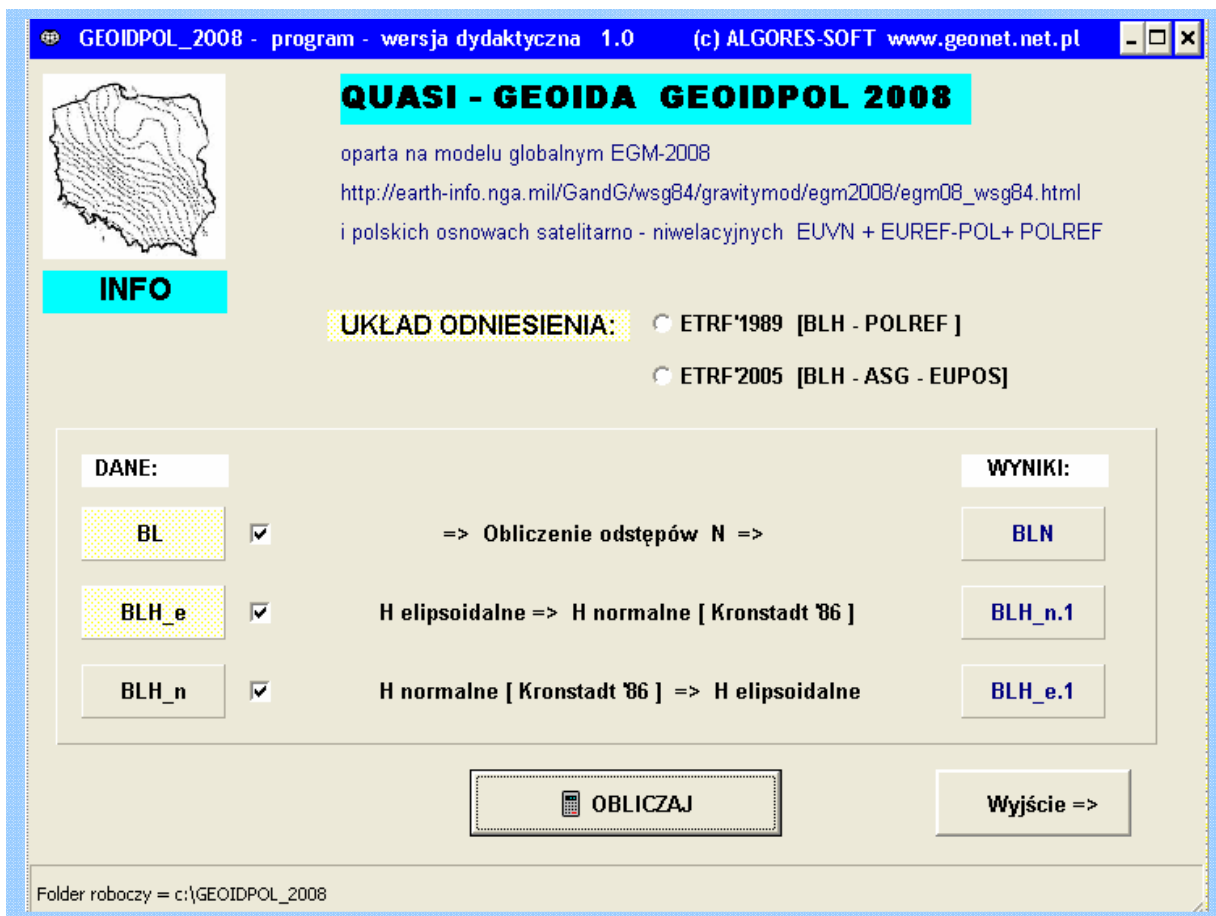 GEOIDPOL_2008 - program - wersja dydaktyczna 1.0 (c) ALGORES-SOFT www.geonet.net.pl
QUASI - GEOIDA GEOIDPOL 2008
oparta na modelu globalnym EGM-2008
http://earth-info.nga.mil/GandG/wsg84/gravitymod/egm2008/egm08_wsg84.html
i polskich osnowach satelitarno - niwelacyjnych EUVN + EUREF-POL+ POLREF
INFO
UKŁAD ODNIESIENIA:
ETRF'1989 [BLH - POLREF ]
ETRF'2005 [BLH - ASG - EUPOS]
DANE: WYNIKI:
BL => Obliczenie odstępów N => BLN
BLH_e H elipsoidalne => H normalne [ Kronstadt '86 ] BLH_n.1
BLH_n H normalne [ Kronstadt '86 ] => H elipsoidalne BLH_e.1
OBLICZAJ Wyjście =>
Folder roboczy = c:\GEOIDPOL_2008